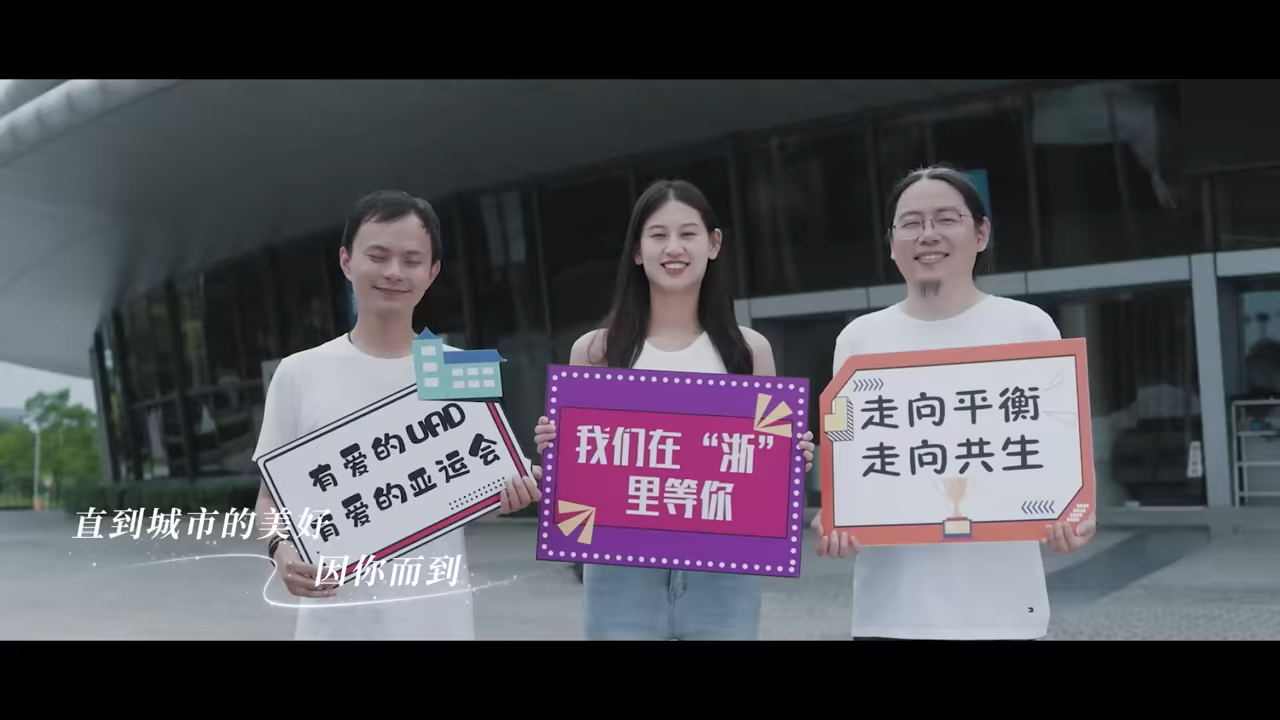 有爱的UAD
有爱的亚运会
我们在“浙”
里等你
走向平衡
走向共生
直到城市的美好
因你而到